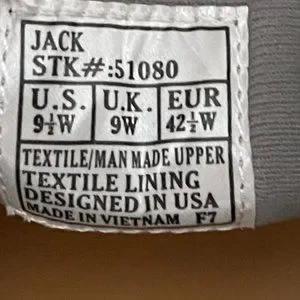 JACK
STK#:51080
U.S. U.K. EUR
9½W 9W 42½W
TEXTILE/MAN MADE UPPER
TEXTILE LINING
DESIGNED IN USA
MADE IN VIETNAM F7